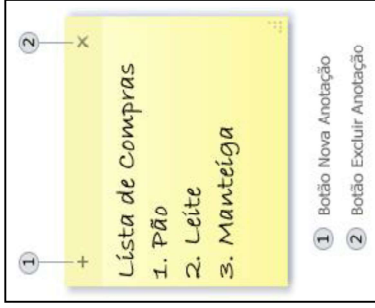 1 2
+ ×
Lista de Compras
1. Pão
2. Leite
3. Manteiga
1 Botão Nova Anotação
2 Botão Excluir Anotação